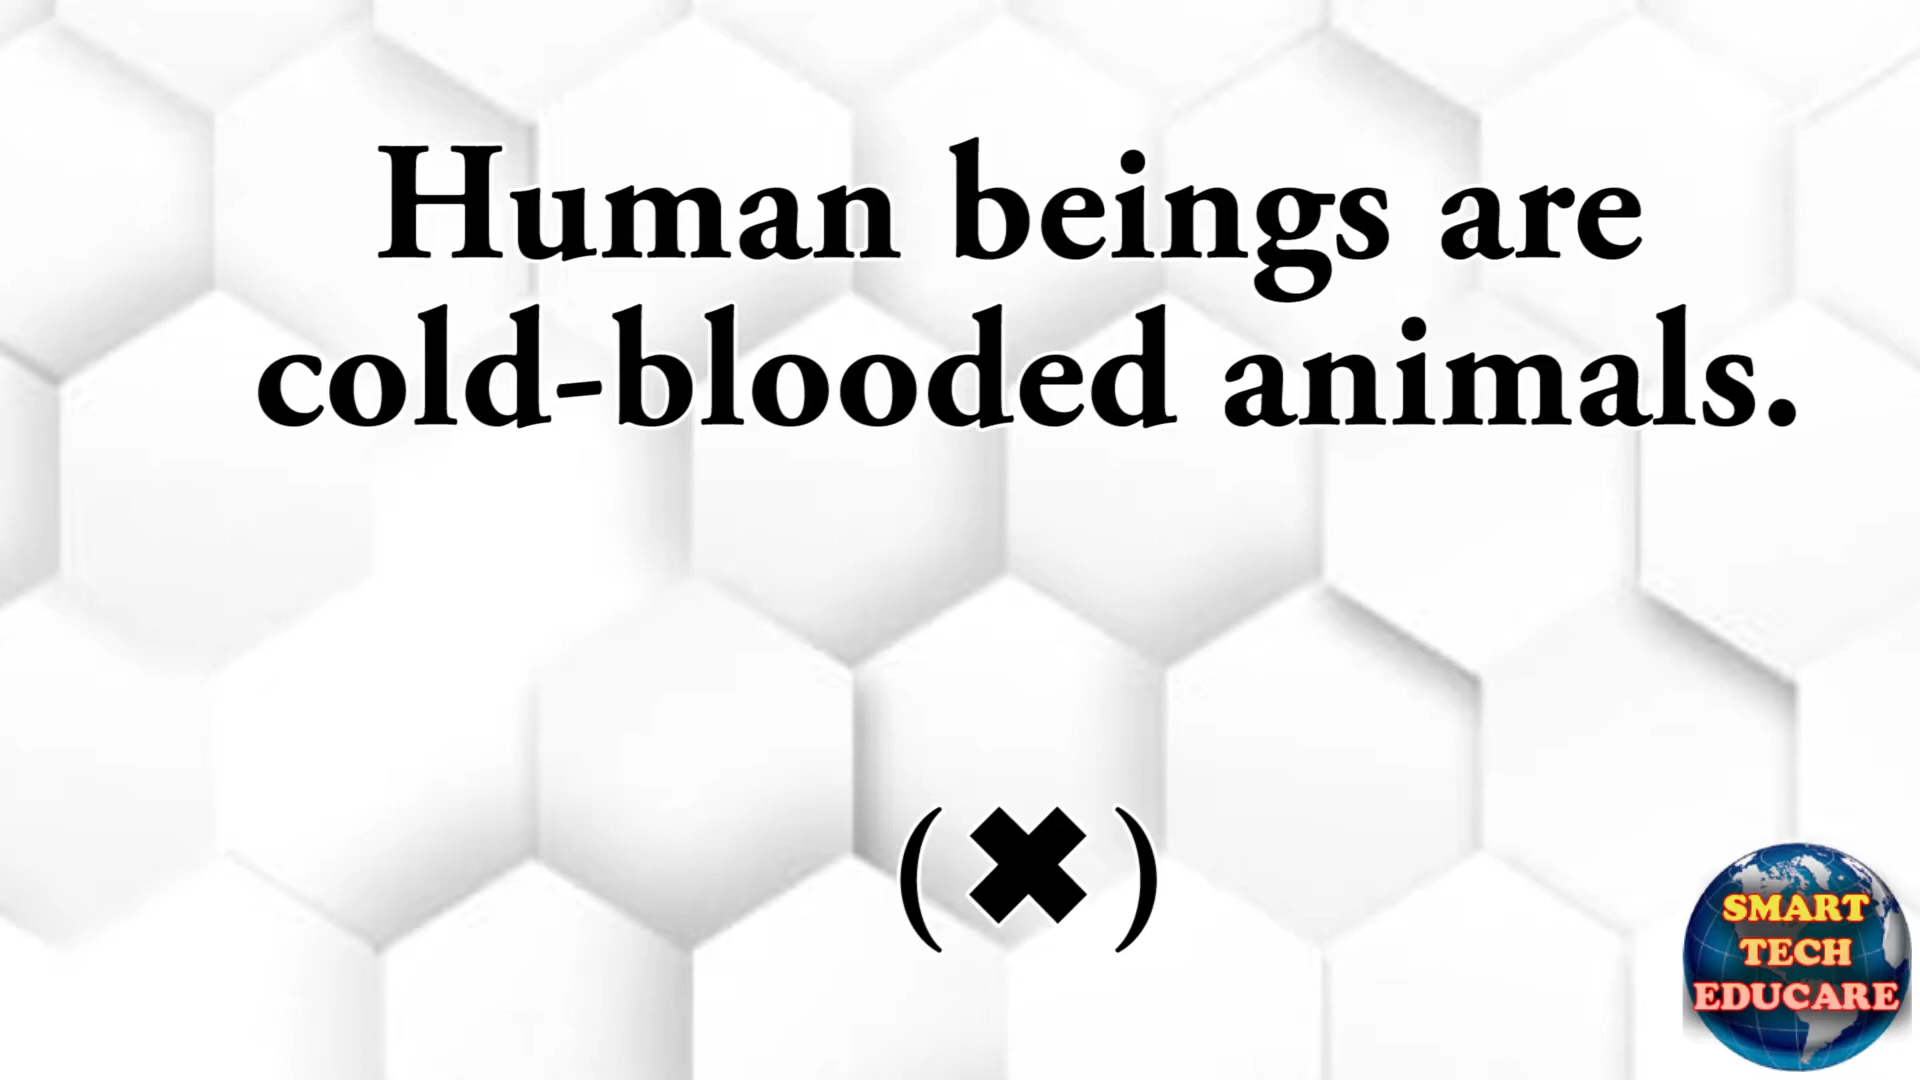 Human beings are
cold-blooded animals.
(✖)
SMART
TECH
EDUCARE